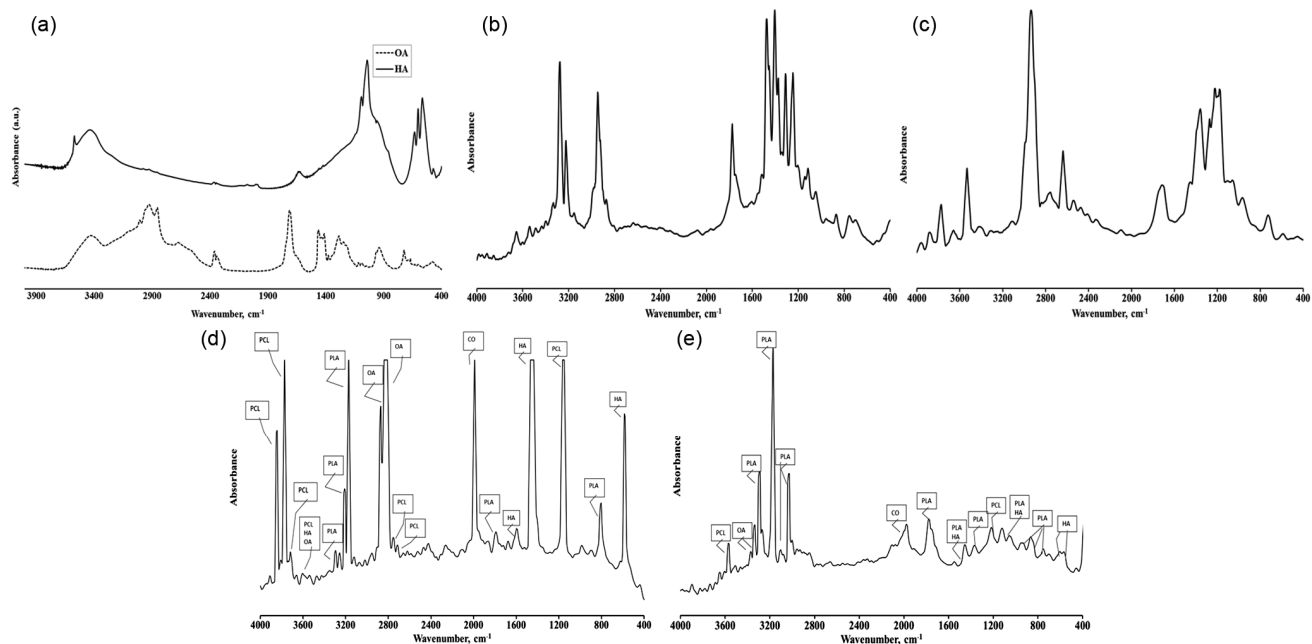 (a)
OA
HA
Absorbance (a.u.)
3900 3400 2900 2400 1900 1400 900 400
Wavenumber, cm-1
(b)
Absorbance
4000 3600 3200 2800 2400 2000 1600 1200 800 400
Wavenumber, cm-1
(c)
Absorbance
4000 3600 3200 2800 2400 2000 1600 1200 800 400
Wavenumber, cm-1
(d)
PCL
PCL
PCL
PCL
HA
OA
PLA
PLA
PLA
OA
OA
PCL
PCL
CO
PLA
HA
HA
PCL
PLA
HA
Absorbance
4000 3600 3200 2800 2400 2000 1600 1200 800 400
Wavenumber, cm-1
(e)
PCL
OA
PLA
PLA
PLA
CO
PLA
PLA
HA
PLA
PCL
PLA
HA
PLA
HA
Absorbance
4000 3600 3200 2800 2400 2000 1600 1200 800 400
Wavenumber, cm-1